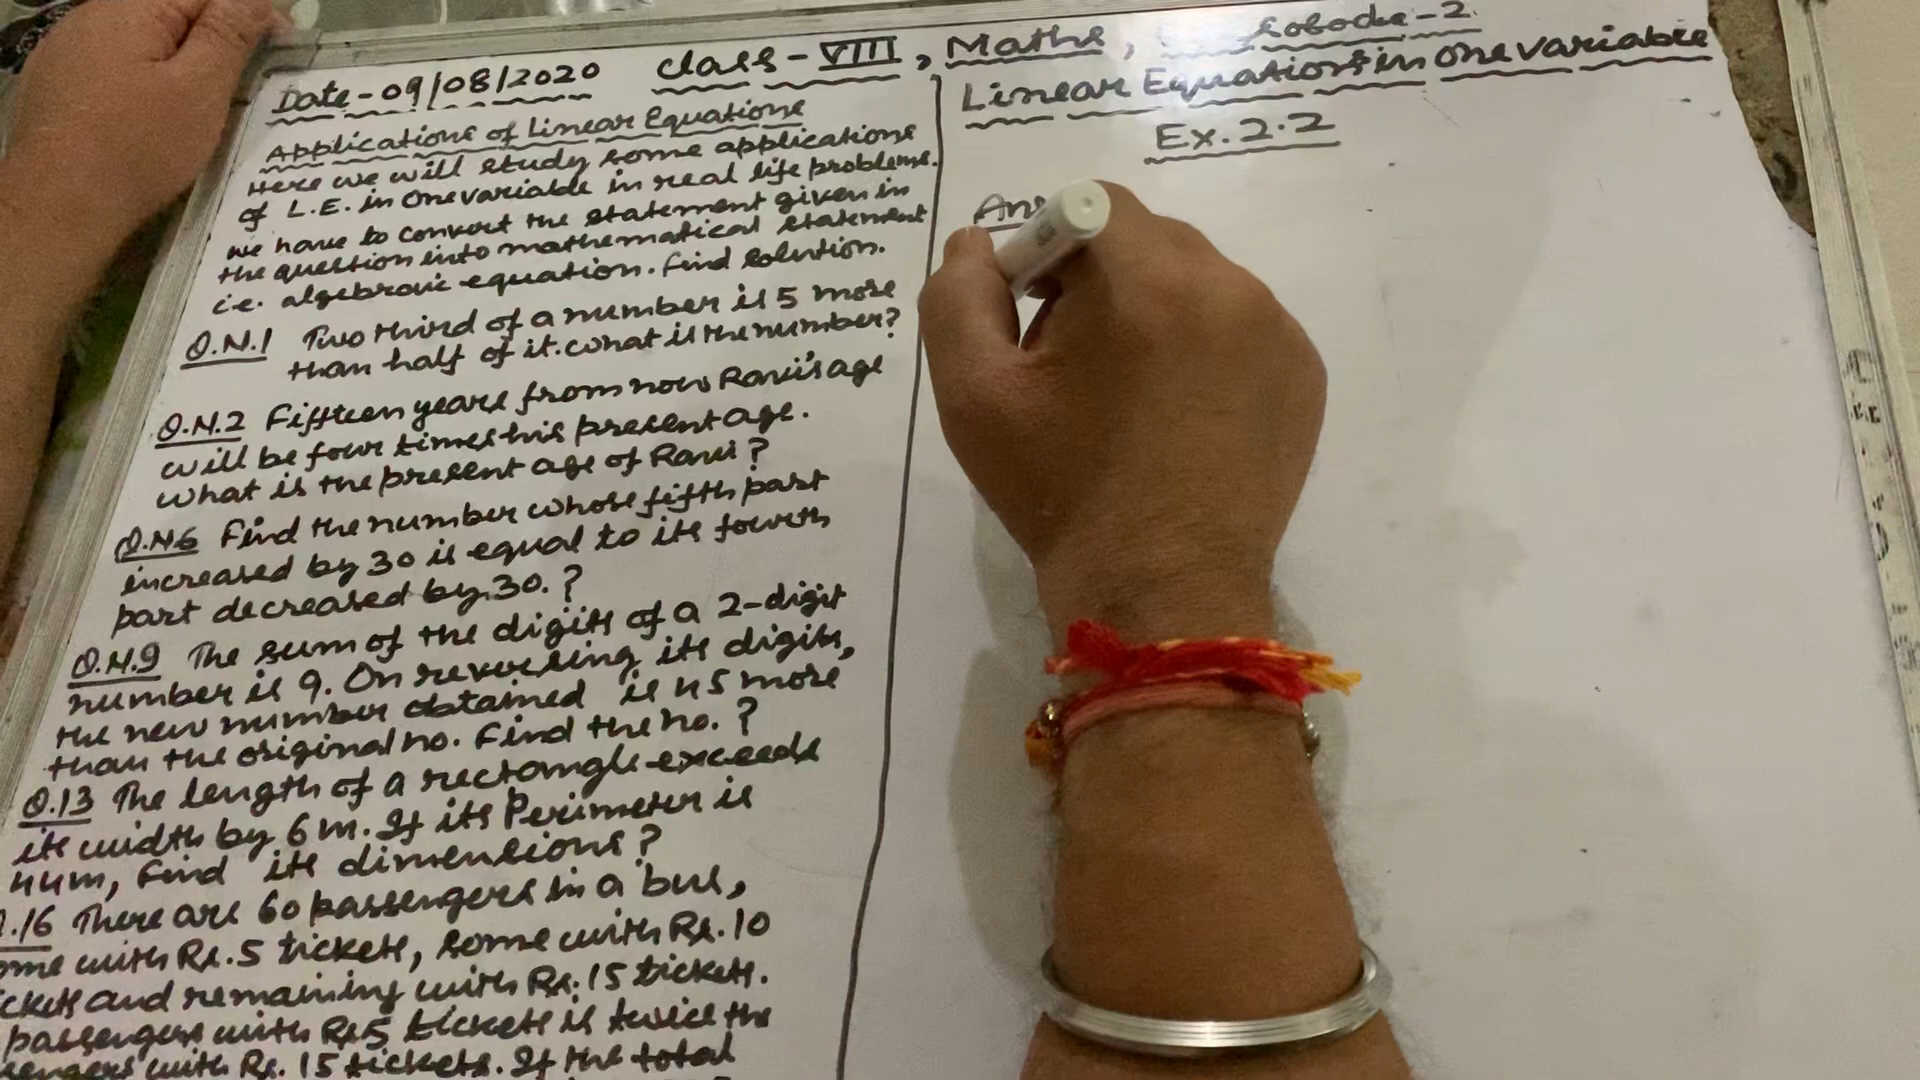 Date-09/08/2020 Class-VIII, Maths,
Linear Equations in One variable
Ex. 2.2
Applications of Linear Equations
Here we will study some applications
of L.E. in One variable in real life problems.
we have to convert the statement given in
the question into mathematical statement
i.e. algebraic equation. find solution.
Q.N.1 Two third of a number is 5 more
than half of it. what is the number?
Q.N.2 Fifteen years from now Ravi's age
will be four times his present age.
What is the present age of Ravi?
Q.N6 Find the number whose fifth part
increased by 30 is equal to its fourth
part decreased by 30.?
Q.N.9 The sum of the digits of a 2-digit
number is 9. On reversing its digits,
the new number obtained is 45 more
than the original no. Find the no.?
Q.13 The length of a rectangle exceeds
its width by 6m. If its Perimeter is
44m, Find its dimensions?
.16 There are 60 passengers in a bus,
ome with Rs.5 tickets, some with Rs.10
ickets and remaining with Rs.15 tickets.
passengers with Rs5 tickets is twice the
sengers with Rs.15 tickets. If the total
Ans